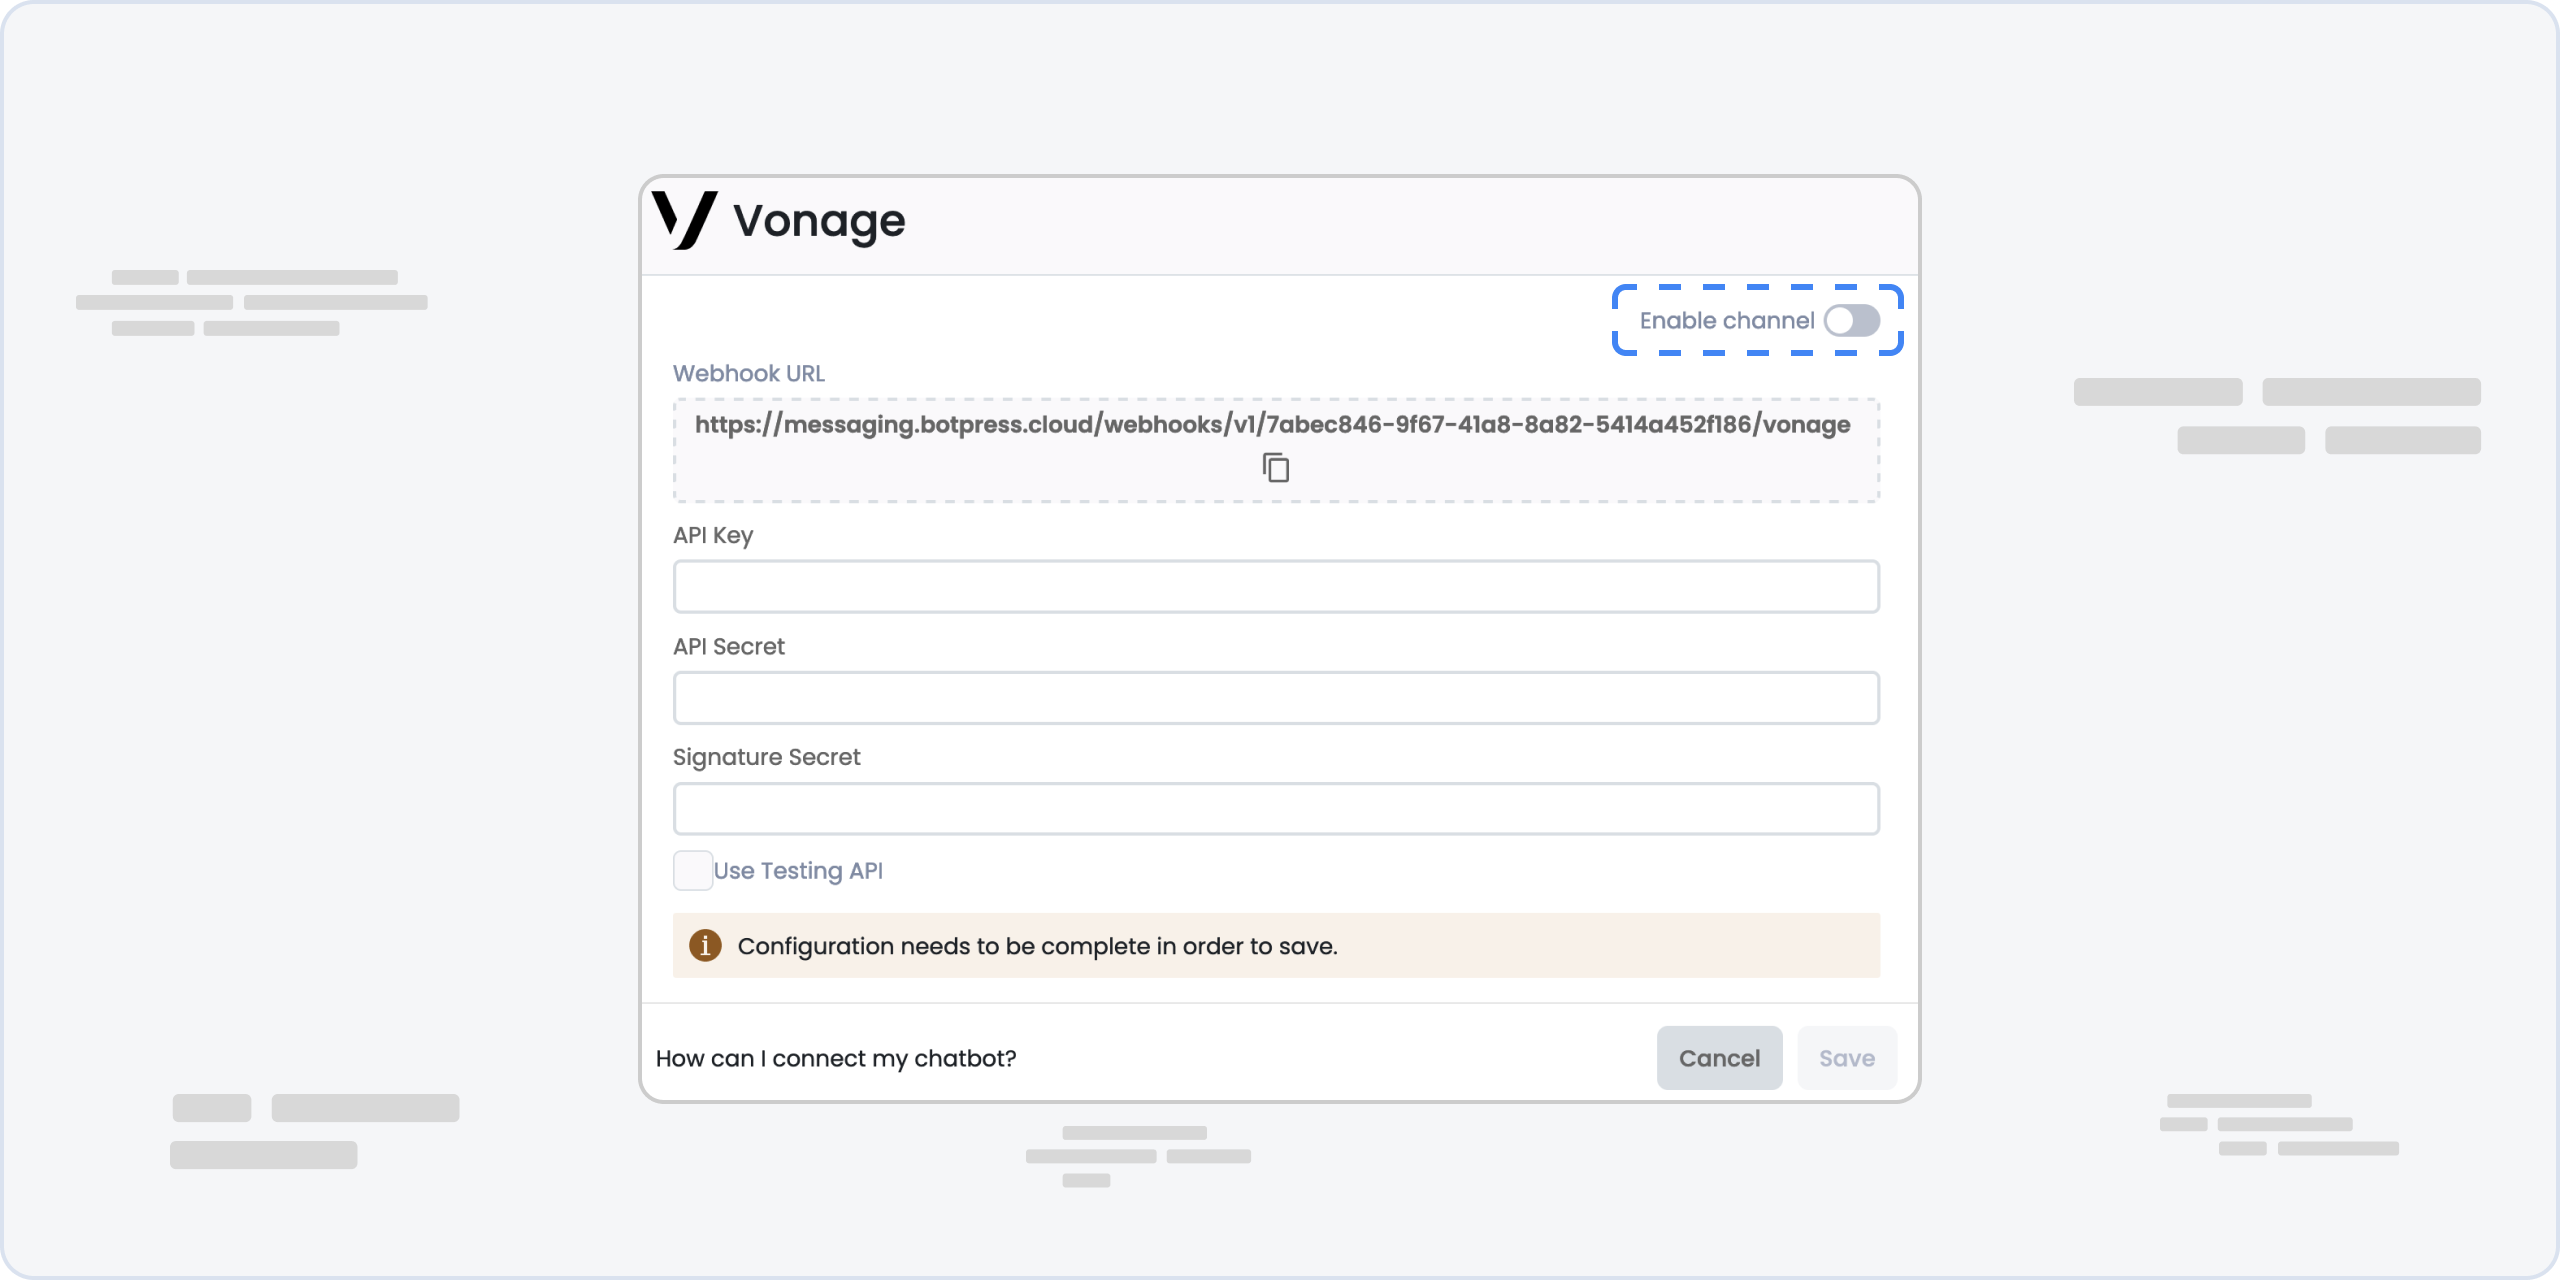 Vonage
Enable channel
Webhook URL
https://messaging.botpress.cloud/webhooks/v1/7abec846-9f67-41a8-8a82-5414a452f186/vonage
API Key
API Secret
Signature Secret
Use Testing API
Configuration needs to be complete in order to save.
How can I connect my chatbot?
Cancel
Save